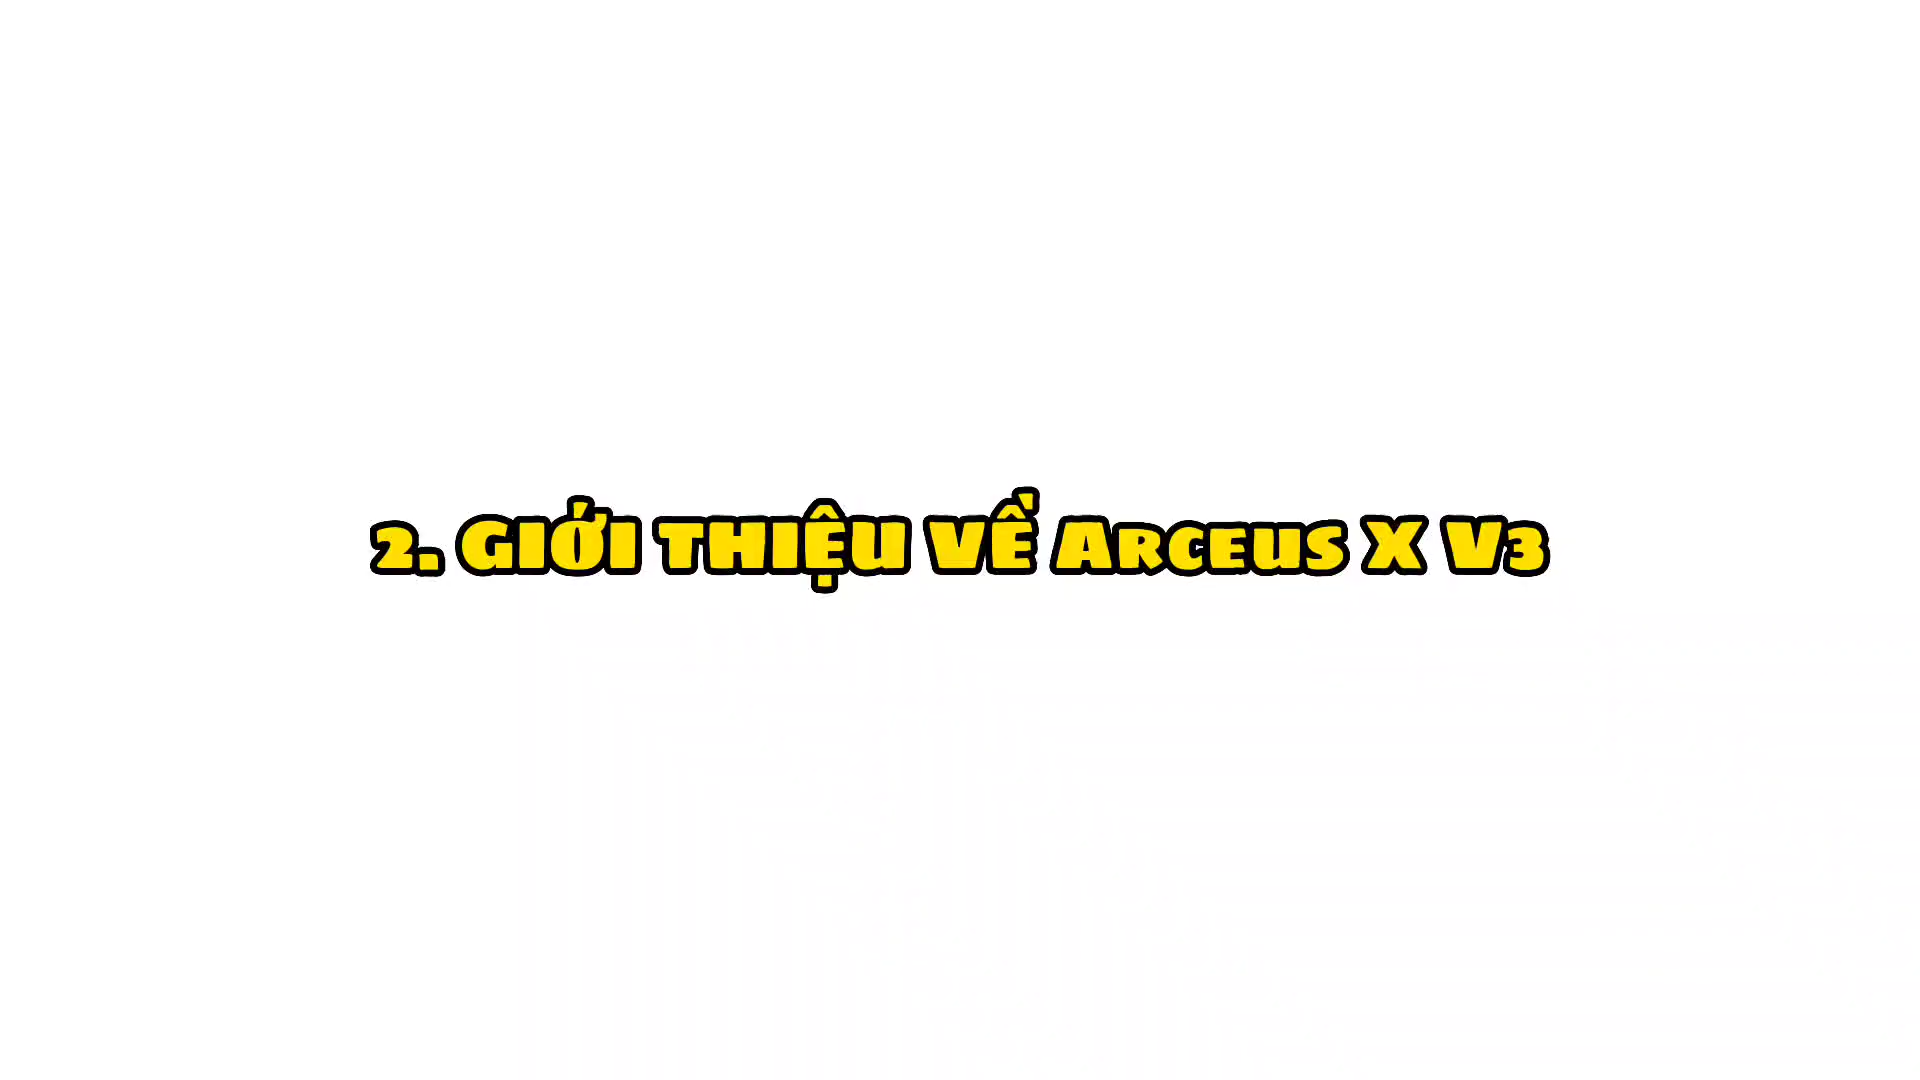 2. Giới thiệu về Arceus X V3